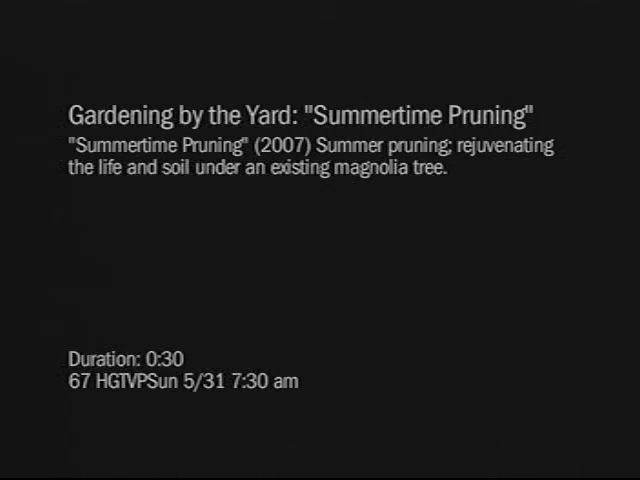 Gardening by the Yard: "Summertime Pruning"
"Summertime Pruning" (2007) Summer pruning; rejuvenating
the life and soil under an existing magnolia tree.
Duration: 0:30
67 HGTVPSun 5/31 7:30 am